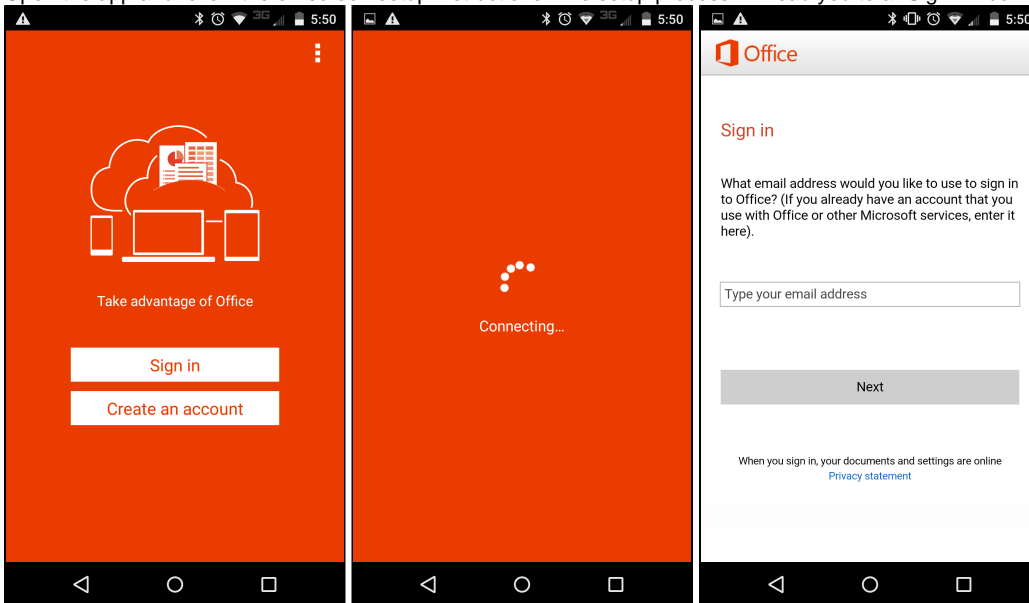 3G 5:50
Take advantage of Office
Sign in
Create an account
3G 5:50
Connecting...
5:50
Office
Sign in
What email address would you like to use to sign in
to Office? (If you already have an account that you
use with Office or other Microsoft services, enter it
here).
Type your email address
Next
When you sign in, your documents and settings are online
Privacy statement